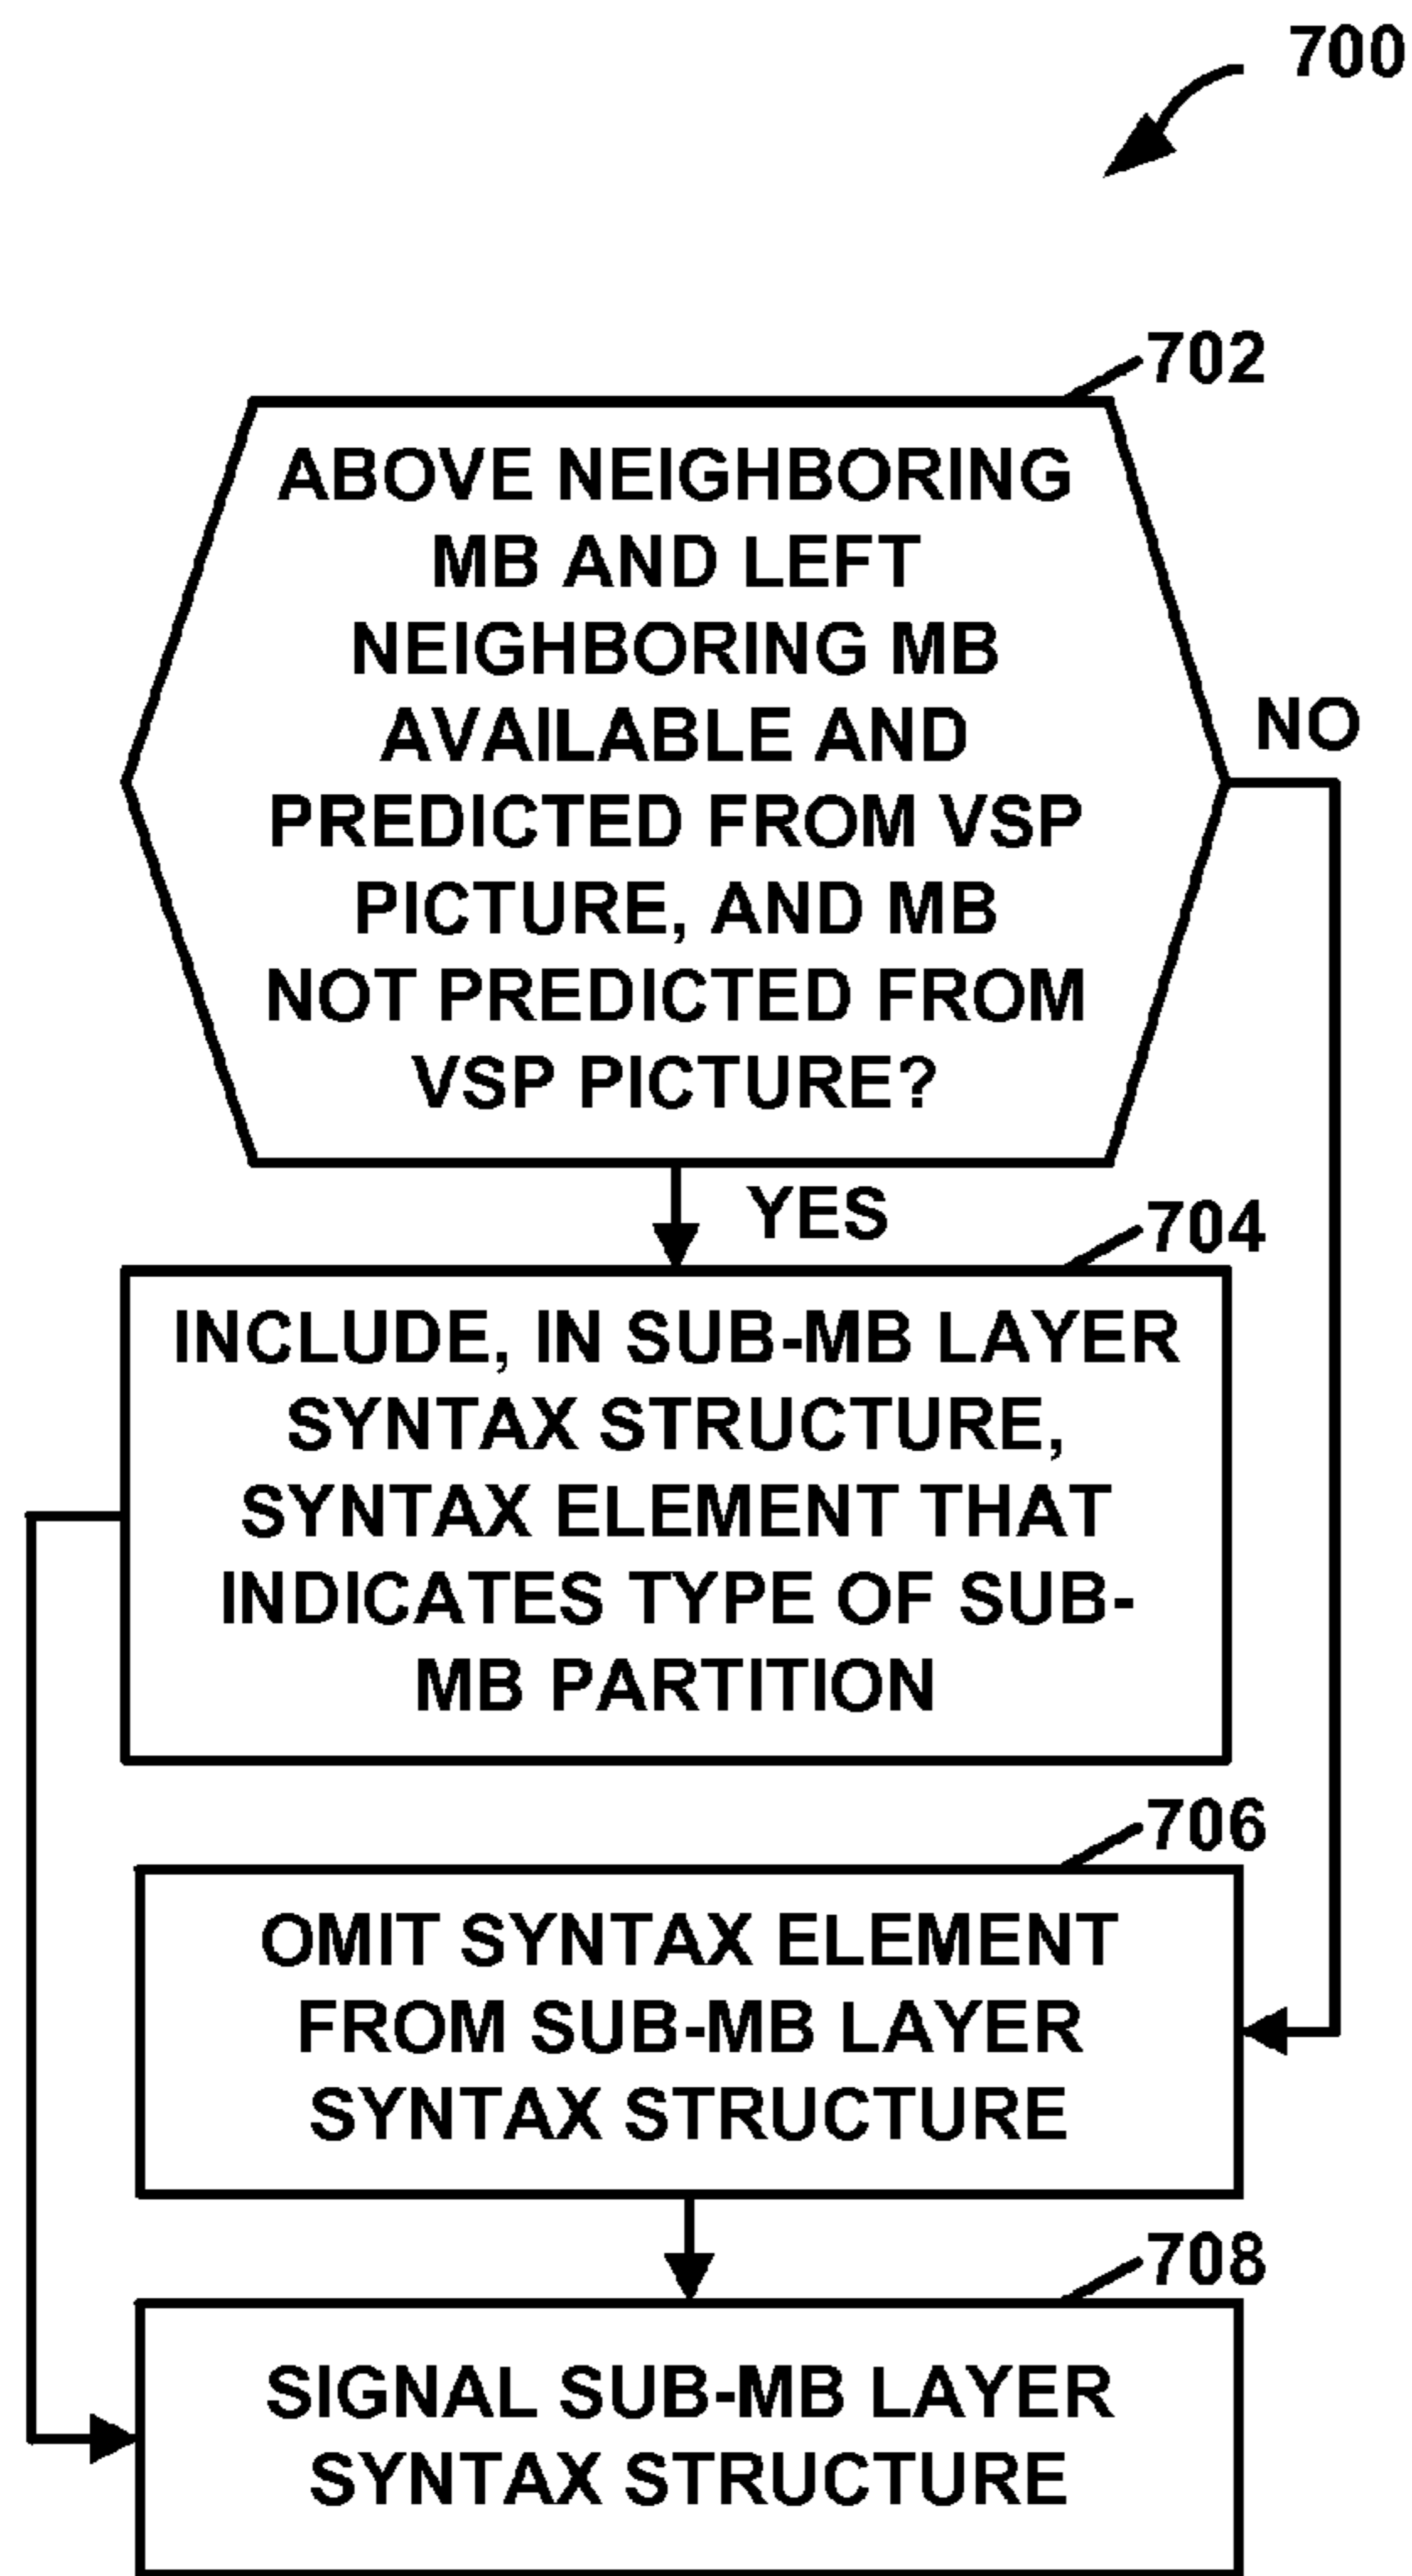 700
702
ABOVE NEIGHBORING
MB AND LEFT
NEIGHBORING MB
AVAILABLE AND
PREDICTED FROM VSP
PICTURE, AND MB
NOT PREDICTED FROM
VSP PICTURE?
NO
YES
704
INCLUDE, IN SUB-MB LAYER
SYNTAX STRUCTURE,
SYNTAX ELEMENT THAT
INDICATES TYPE OF SUB-
MB PARTITION
706
OMIT SYNTAX ELEMENT
FROM SUB-MB LAYER
SYNTAX STRUCTURE
708
SIGNAL SUB-MB LAYER
SYNTAX STRUCTURE